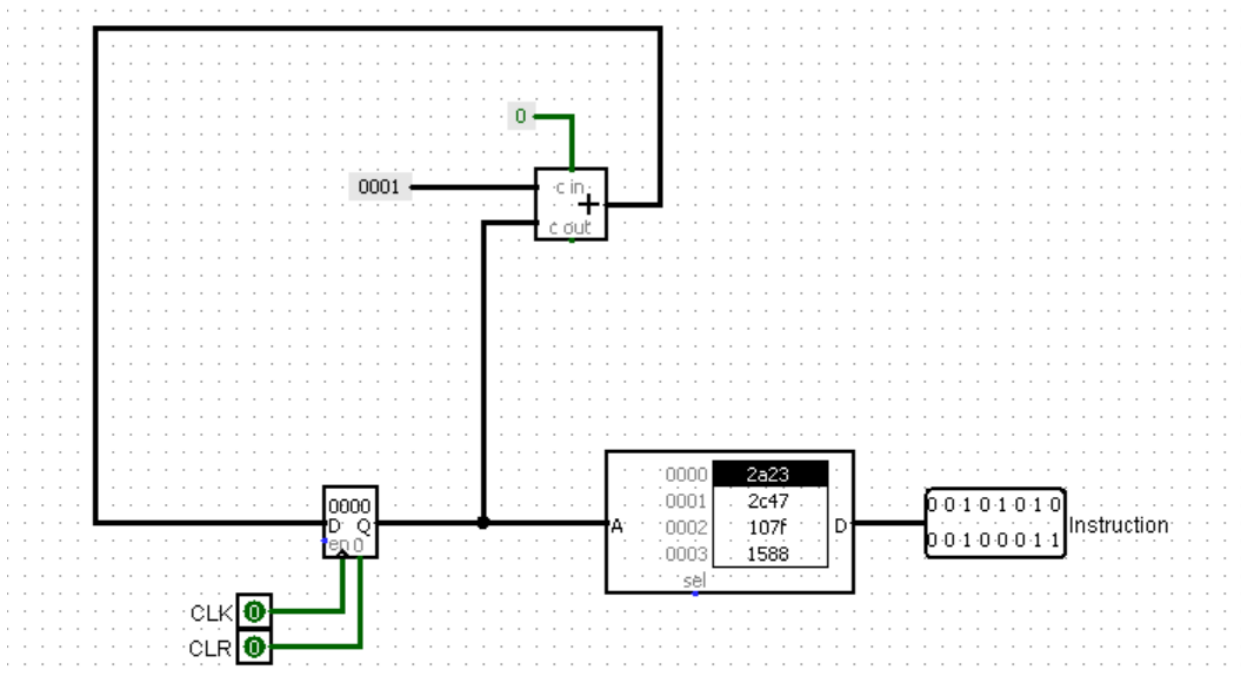 0
c in
0001
+
c out
0000 2a23
0001 2c47
0002 107f
0003 1588
sel
A
D
0000
D Q
en 0
0 0 1 0 1 0 1 0
0 0 1 0 0 0 1 1
Instruction
CLK 0
CLR 0